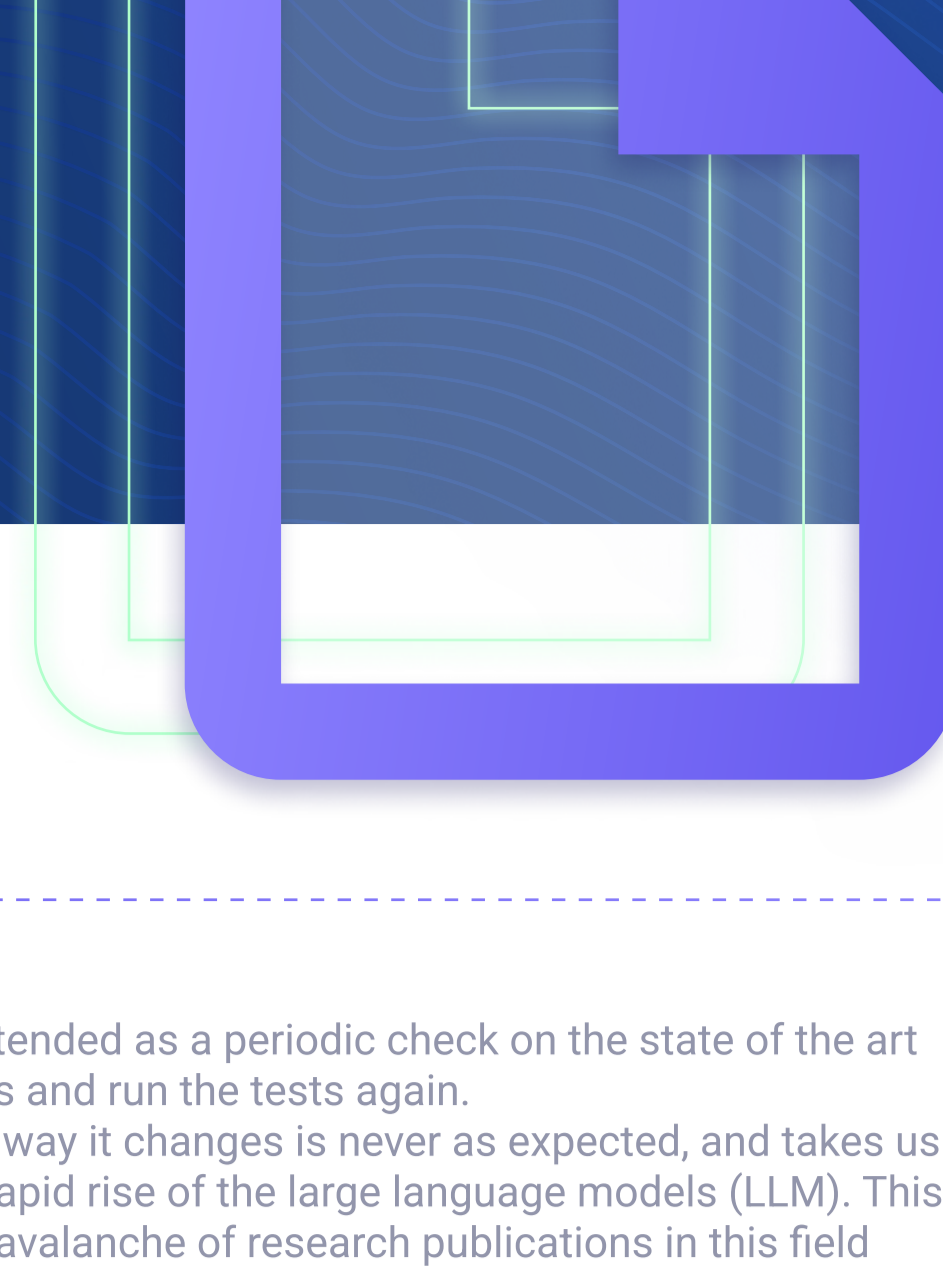 tended as a periodic check on the state of the art
s and run the tests again.
way it changes is never as expected, and takes us
apid rise of the large language models (LLM). This
avalanche of research publications in this field